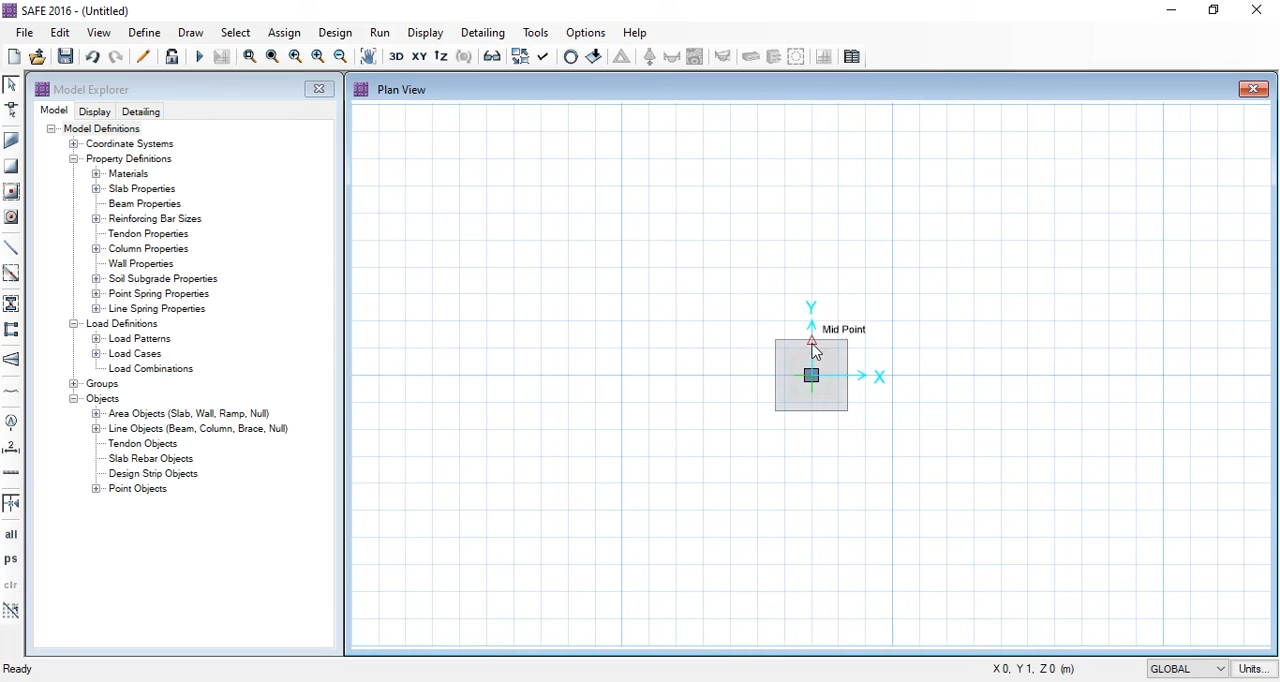 SAFE 2016 - (Untitled)
File Edit View Define Draw Select Assign Design Run Display Detailing Tools Options Help
3D XY
Model Explorer
Plan View
Model Display Detailing
Model Definitions
Coordinate Systems
Property Definitions
Materials
Slab Properties
Beam Properties
Reinforcing Bar Sizes
Tendon Properties
Column Properties
Wall Properties
Soil Subgrade Properties
Point Spring Properties
Line Spring Properties
Load Definitions
Load Patterns
Load Cases
Load Combinations
Groups
Objects
Area Objects (Slab, Wall, Ramp, Null)
Line Objects (Beam, Column, Brace, Null)
Tendon Objects
Slab Rebar Objects
Design Strip Objects
Point Objects
all
ps
clr
Y
Mid Point
X
Ready
X 0, Y 1, Z 0 (m)
GLOBAL
Units...